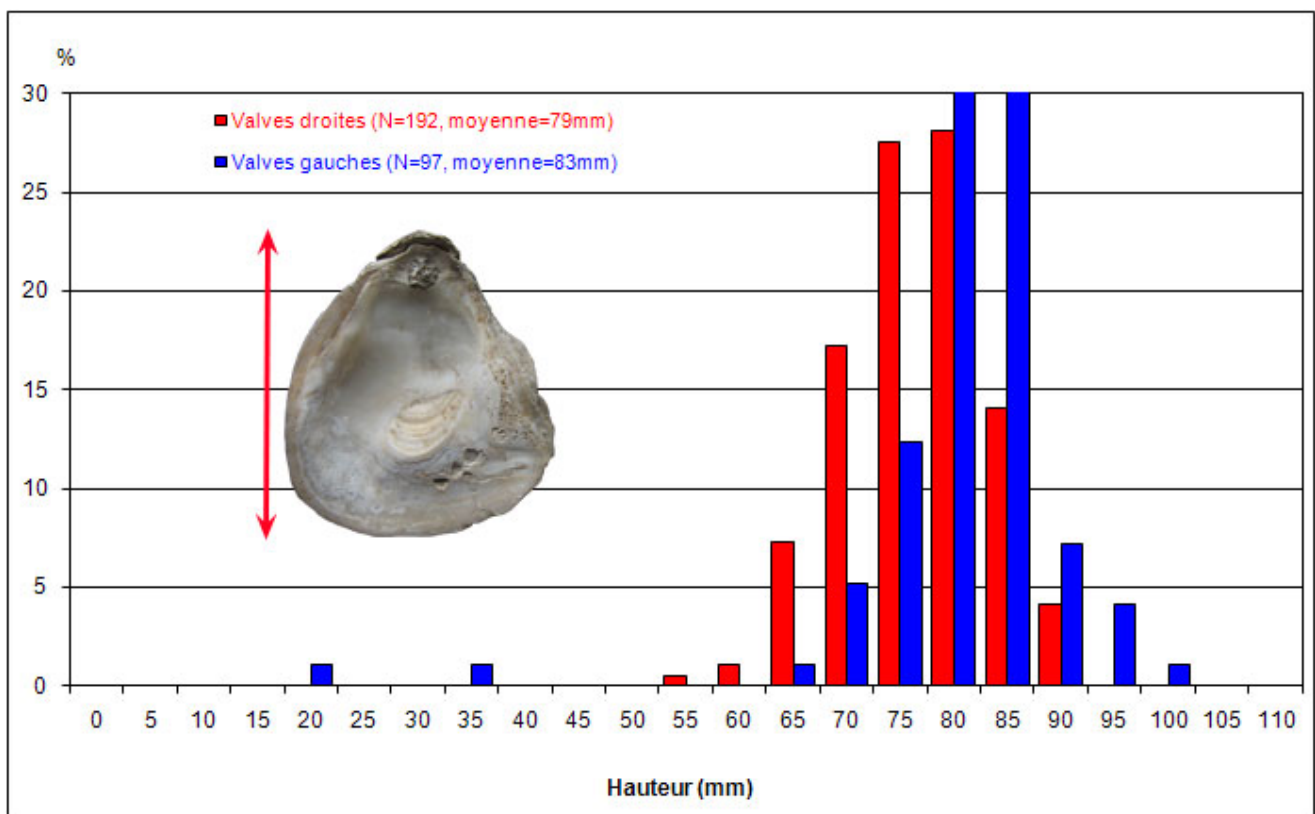 %
30
Valves droites (N=192, moyenne=79mm)
Valves gauches (N=97, moyenne=83mm)
25
20
15
10
5
0
0 5 10 15 20 25 30 35 40 45 50 55 60 65 70 75 80 85 90 95 100 105 110
Hauteur (mm)